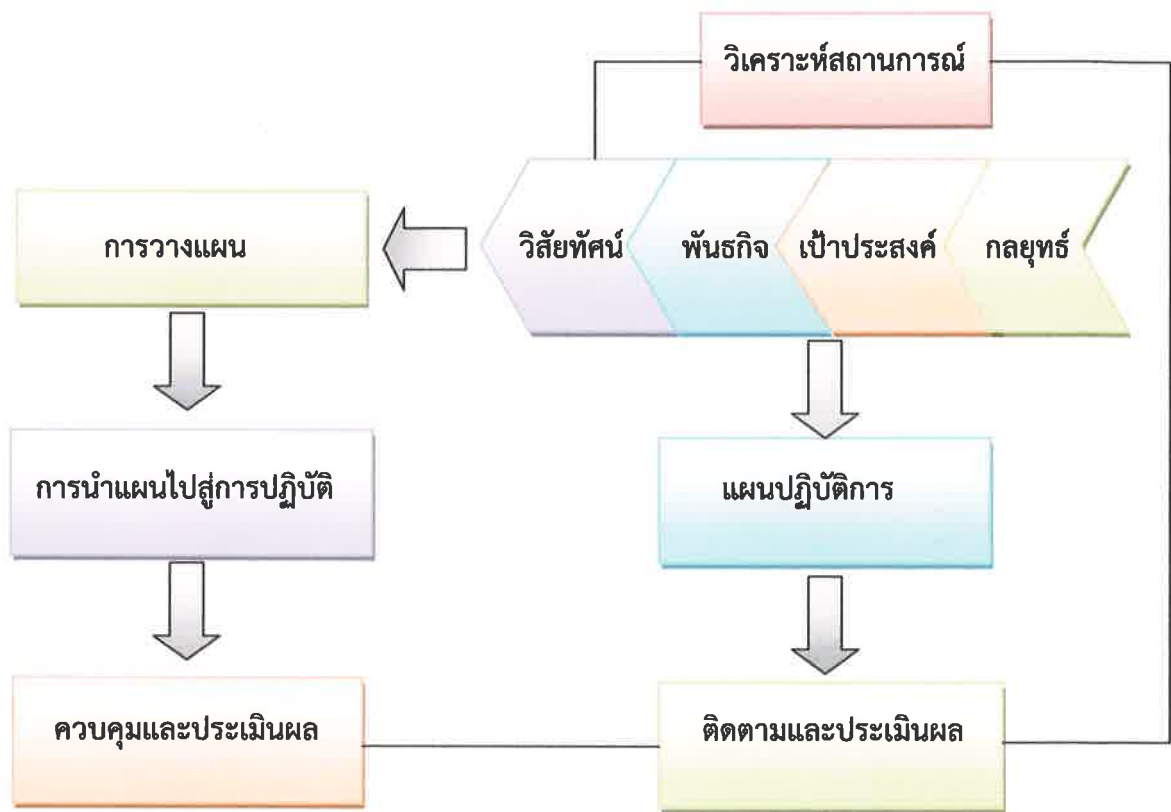 วิเคราะห์สถานการณ์
การวางแผน
วิสัยทัศน์
พันธกิจ
เป้าประสงค์
กลยุทธ์
การนำแผนไปสู่การปฏิบัติ
แผนปฏิบัติการ
ควบคุมและประเมินผล
ติดตามและประเมินผล